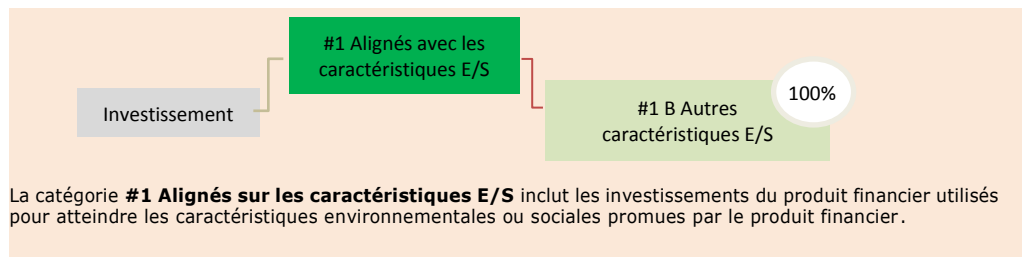 #1 Alignés avec les
caractéristiques E/S
Investissement
100%
#1 B Autres
caractéristiques E/S
La catégorie #1 Alignés sur les caractéristiques E/S inclut les investissements du produit financier utilisés
pour atteindre les caractéristiques environnementales ou sociales promues par le produit financier.